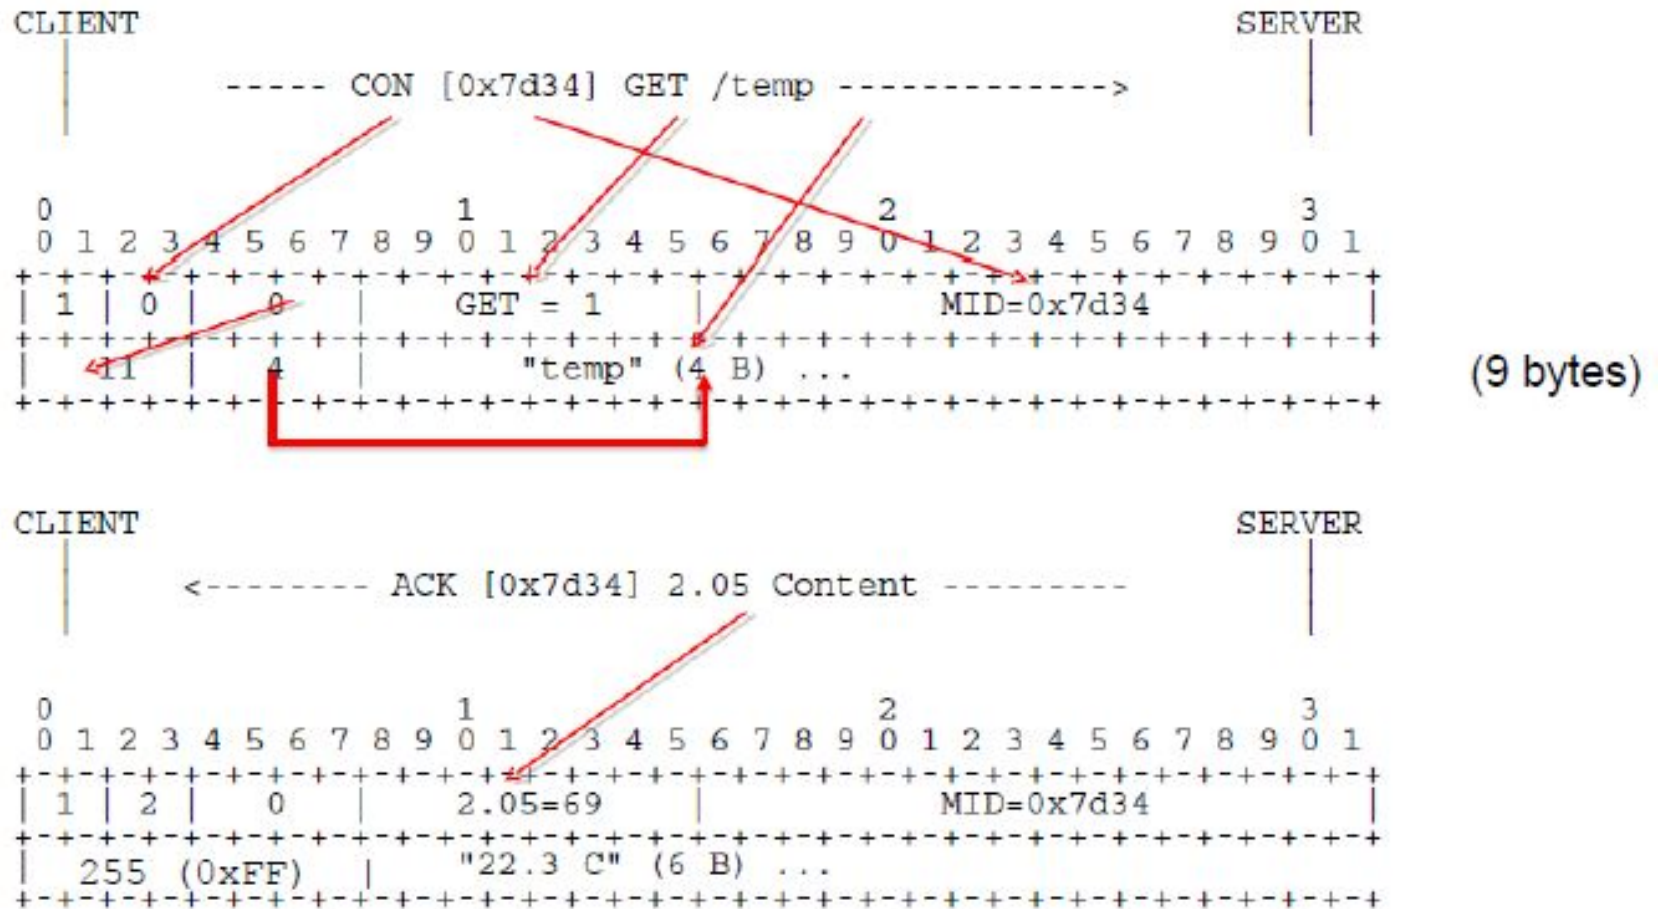 CLIENT SERVER
----- CON [0x7d34] GET /temp ------------->
0 1 2 3
0 1 2 3 4 5 6 7 8 9 0 1 2 3 4 5 6 7 8 9 0 1 2 3 4 5 6 7 8 9 0 1
+-+-+-+-+-+-+-+-+-+-+-+-+-+-+-+-+-+-+-+-+-+-+-+-+-+-+-+-+-+-+-+-+
| 1 | 0 | 0 | GET = 1 | MID=0x7d34 |
+-+-+-+-+-+-+-+-+-+-+-+-+-+-+-+-+-+-+-+-+-+-+-+-+-+-+-+-+-+-+-+-+
| 11 | 4 | "temp" (4 B) ...
(9 bytes)
+-+-+-+-+-+-+-+-+-+-+-+-+-+-+-+-+-+-+-+-+-+-+-+-+-+-+-+-+-+-+-+-+
CLIENT SERVER
<-------- ACK [0x7d34] 2.05 Content ---------
0 1 2 3
0 1 2 3 4 5 6 7 8 9 0 1 2 3 4 5 6 7 8 9 0 1 2 3 4 5 6 7 8 9 0 1
+-+-+-+-+-+-+-+-+-+-+-+-+-+-+-+-+-+-+-+-+-+-+-+-+-+-+-+-+-+-+-+-+
| 1 | 2 | 0 | 2.05=69 | MID=0x7d34 |
+-+-+-+-+-+-+-+-+-+-+-+-+-+-+-+-+-+-+-+-+-+-+-+-+-+-+-+-+-+-+-+-+
| 255 (0xFF) | "22.3 C" (6 B) ...
+-+-+-+-+-+-+-+-+-+-+-+-+-+-+-+-+-+-+-+-+-+-+-+-+-+-+-+-+-+-+-+-+